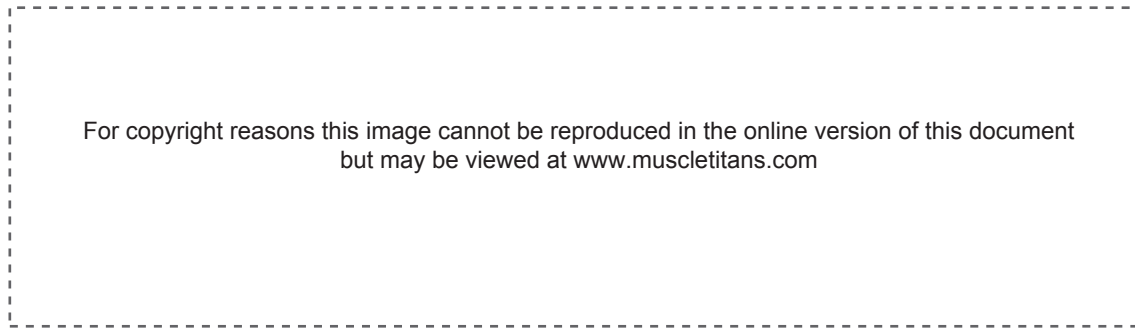 For copyright reasons this image cannot be reproduced in the online version of this document
but may be viewed at www.muscletitans.com